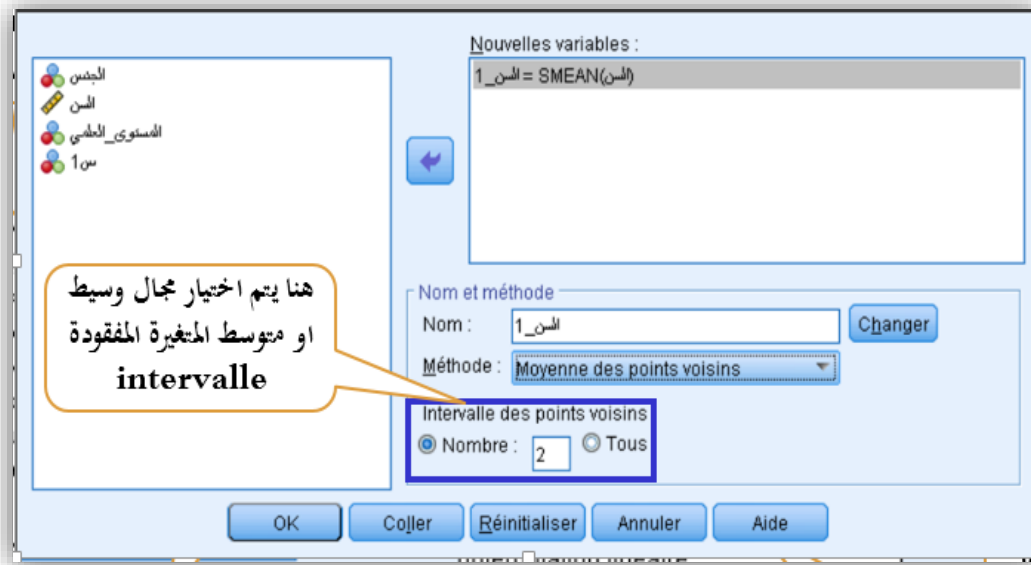 Nouvelles variables :
الجنس
السن
المستوى_العلمي
س1
السن_1 = SMEAN(السن)
هنا يتم اختيار مجال وسيط
او متوسط المتغيرة المفقودة
intervalle
Nom et méthode
Nom :
السن_1
Changer
Méthode :
Moyenne des points voisins
Intervalle des points voisins
Nombre :
2
Tous
OK
Coller
Réinitialiser
Annuler
Aide